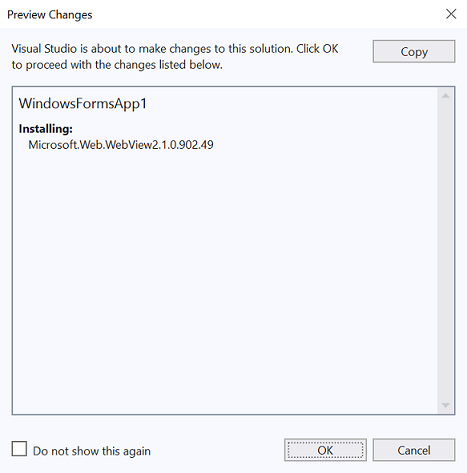 Preview Changes
Visual Studio is about to make changes to this solution. Click OK
to proceed with the changes listed below.
Copy
WindowsFormsApp1
Installing:
Microsoft.Web.WebView2.1.0.902.49
Do not show this again
OK
Cancel